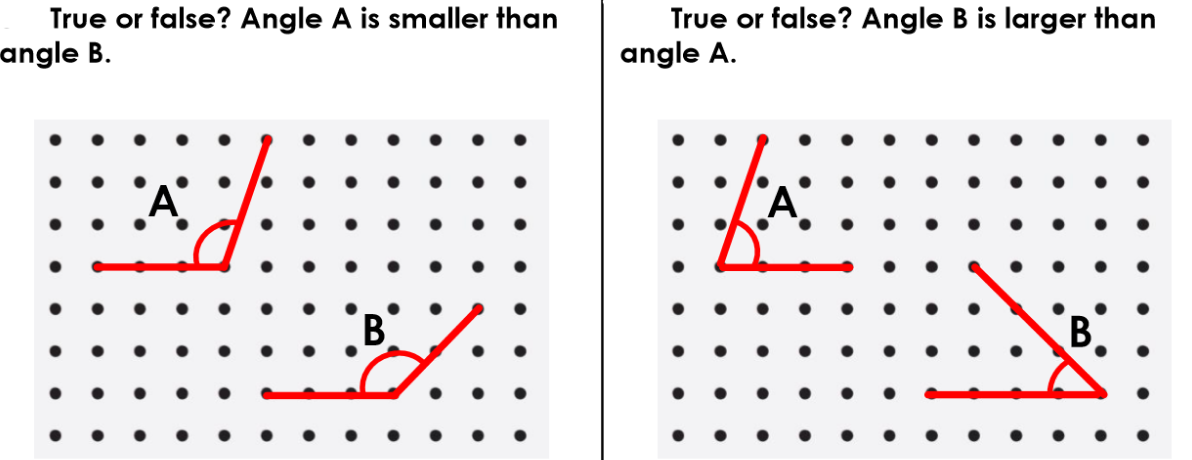 True or false? Angle A is smaller than
angle B.
A
B
True or false? Angle B is larger than
angle A.
A
B